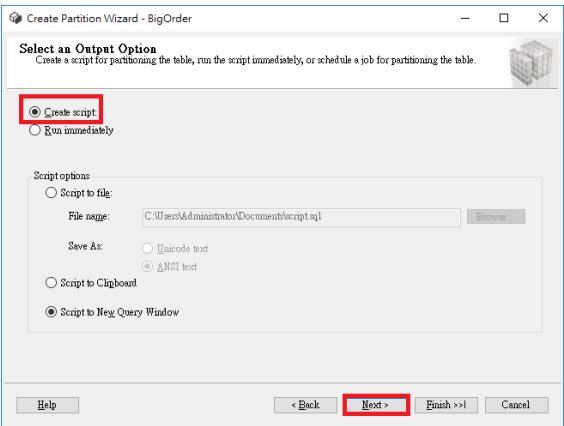 Create Partition Wizard - BigOrder
Select an Output Option
Create a script for partitioning the table, run the script immediately, or schedule a job for partitioning the table.
Create script:
Run immediately
Script options
Script to file:
File name:
C:\Users\Administrator\Documents\script.sql
Browse...
Save As:
Unicode text
ANSI text
Script to Clipboard
Script to New Query Window
Help
< Back
Next >
Finish >>|
Cancel